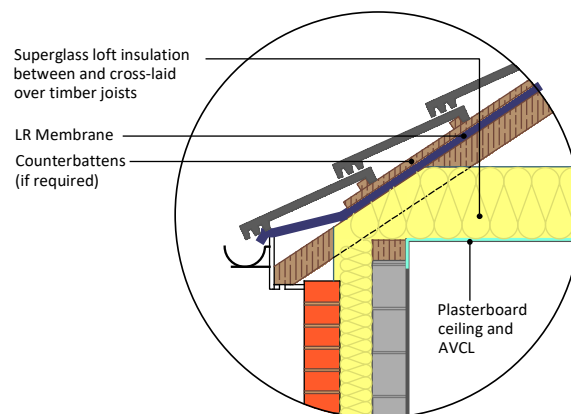 Superglass loft insulation
between and cross-laid
over timber joists
LR Membrane
Counterbattens
(if required)
Plasterboard
ceiling and
AVCL